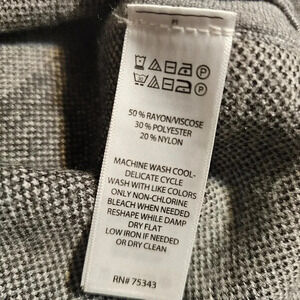 50 % RAYON/VISCOSE
30 % POLYESTER
20 % NYLON
MACHINE WASH COOL-
DELICATE CYCLE
WASH WITH LIKE COLORS
ONLY NON-CHLORINE
BLEACH WHEN NEEDED
RESHAPE WHILE DAMP
DRY FLAT
LOW IRON IF NEEDED
OR DRY CLEAN
RN# 75343